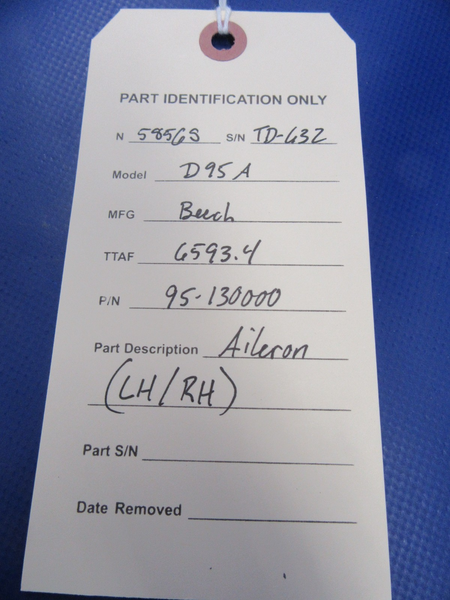 PART IDENTIFICATION ONLY
N 5856S S/N TD-632
Model D95A
MFG Beech
TTAF 6593.4
P/N 95-130000
Part Description Aileron
(LH/RH)
Part S/N
Date Removed